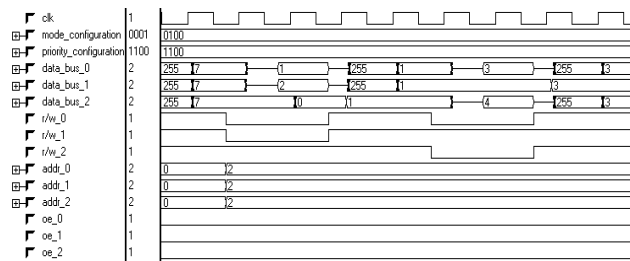 clk 1
mode_configuration 0001 0100
priority_configuration 1100 1100
data_bus_0 2 255 7 1 255 1 3 255 3
data_bus_1 2 255 7 2 255 1 3
data_bus_2 2 255 7 0 1 4 255 3
r/w_0 1
r/w_1 1
r/w_2 1
addr_0 2 0 2
addr_1 2 0 2
addr_2 2 0 2
oe_0 1
oe_1 1
oe_2 1